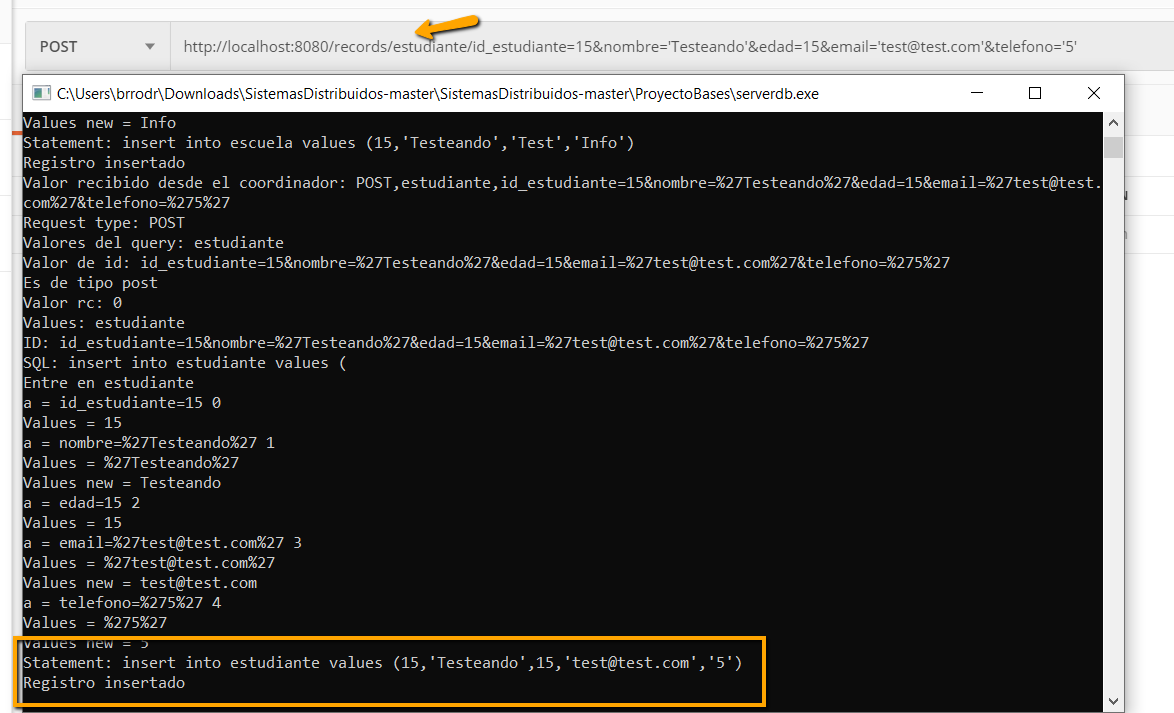 POST
http://localhost:8080/records/estudiante/id_estudiante=15&nombre='Testeando'&edad=15&email='test@test.com'&telefono='5'
C:\Users\brrodr\Downloads\SistemasDistribuidos-master\SistemasDistribuidos-master\ProyectoBases\serverdb.exe
Values new = Info
Statement: insert into escuela values (15,'Testeando','Test','Info')
Registro insertado
Valor recibido desde el coordinador: POST,estudiante,id_estudiante=15&nombre=%27Testeando%27&edad=15&email=%27test@test.
com%27&telefono=%275%27
Request type: POST
Valores del query: estudiante
Valor de id: id_estudiante=15&nombre=%27Testeando%27&edad=15&email=%27test@test.com%27&telefono=%275%27
Es de tipo post
Valor rc: 0
Values: estudiante
ID: id_estudiante=15&nombre=%27Testeando%27&edad=15&email=%27test@test.com%27&telefono=%275%27
SQL: insert into estudiante values (
Entre en estudiante
a = id_estudiante=15 0
Values = 15
a = nombre=%27Testeando%27 1
Values = %27Testeando%27
Values new = Testeando
a = edad=15 2
Values = 15
a = email=%27test@test.com%27 3
Values = %27test@test.com%27
Values new = test@test.com
a = telefono=%275%27 4
Values = %275%27
Values new = 5
Statement: insert into estudiante values (15,'Testeando',15,'test@test.com','5')
Registro insertado